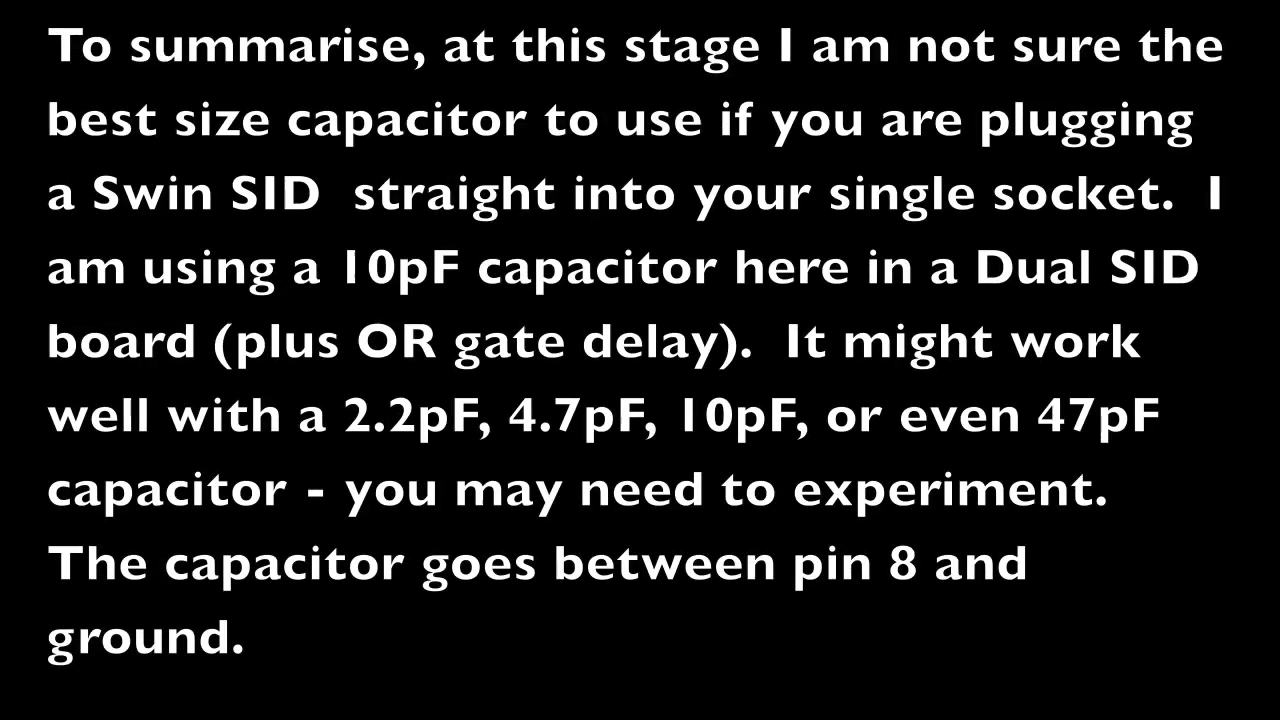 To summarise, at this stage I am not sure the
best size capacitor to use if you are plugging
a Swin SID  straight into your single socket.  I
am using a 10pF capacitor here in a Dual SID
board (plus OR gate delay).  It might work
well with a 2.2pF, 4.7pF, 10pF, or even 47pF
capacitor - you may need to experiment.
The capacitor goes between pin 8 and
ground.